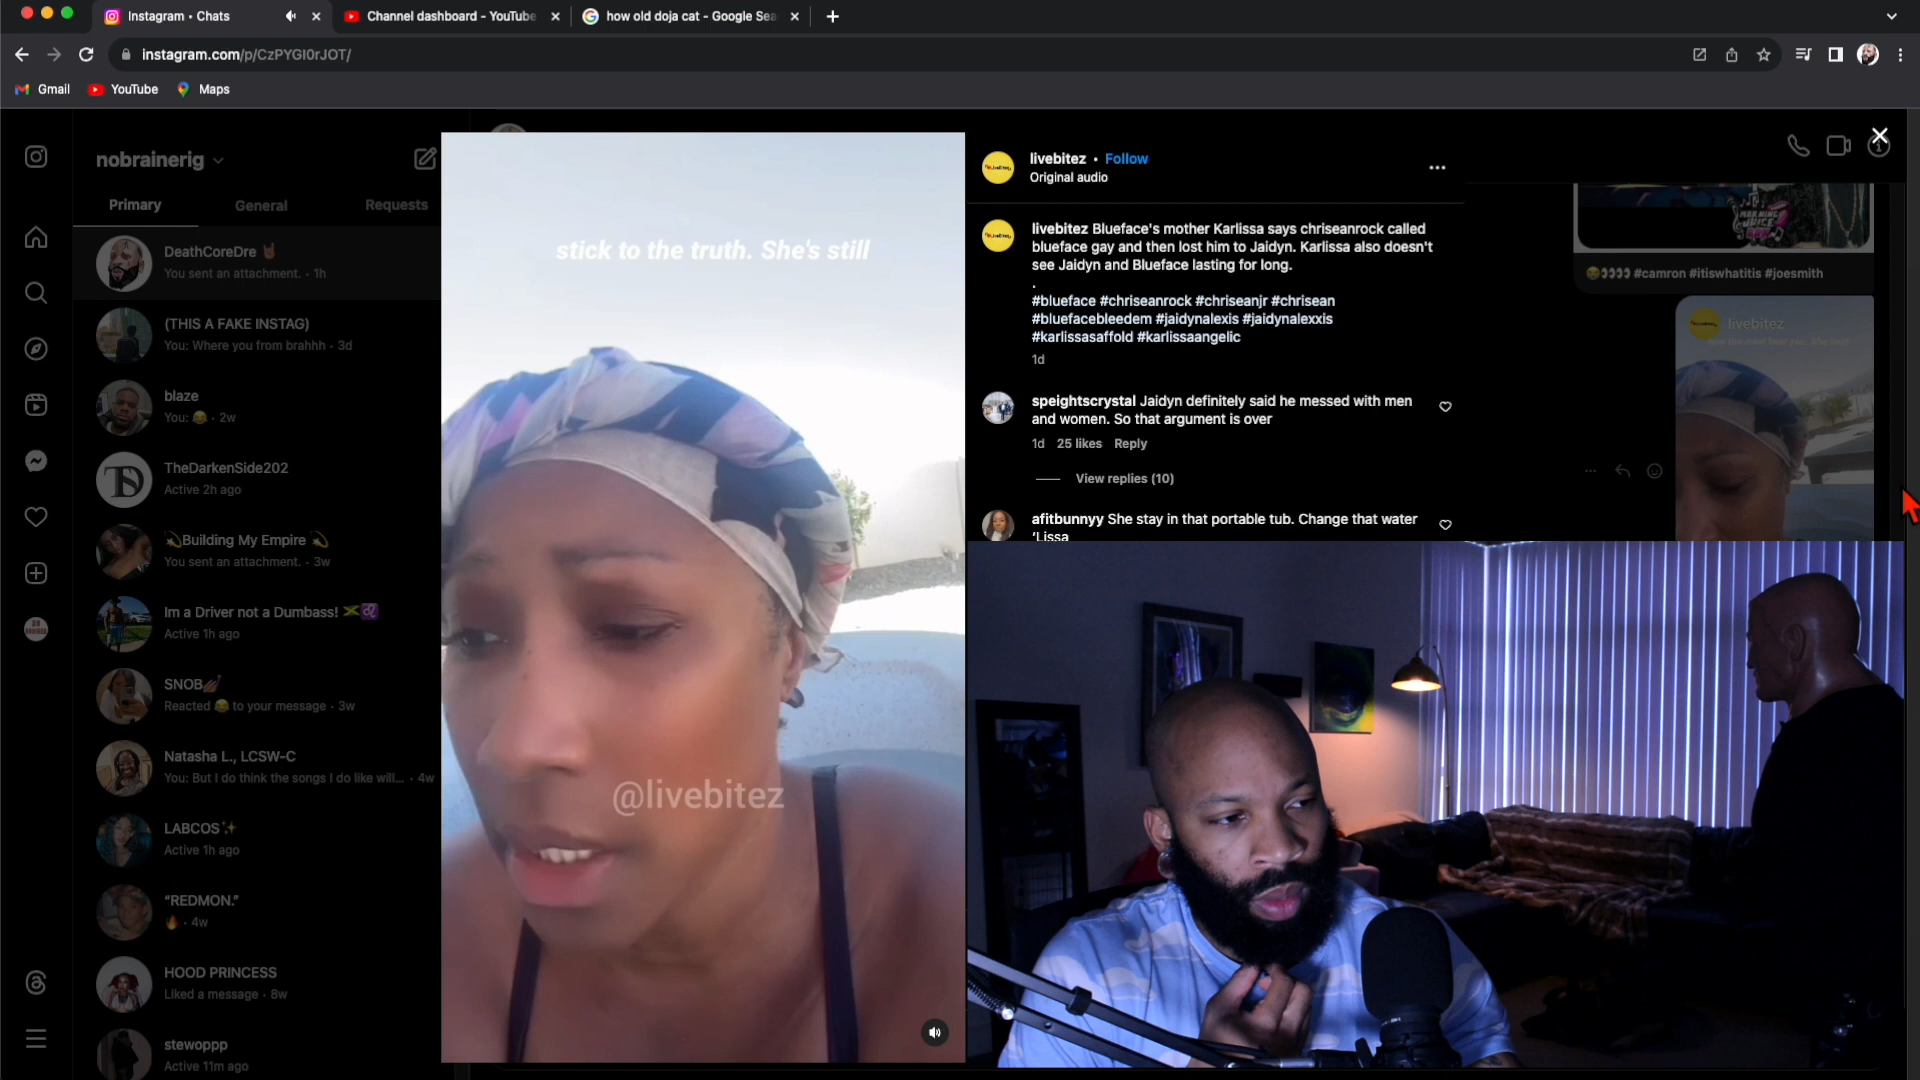 Instagram • Chats
Channel dashboard - YouTube
how old doja cat - Google Sea
instagram.com/p/CzPYGI0rJOT/
Gmail
YouTube
Maps
nobrainerig
Primary
General
Requests
DeathCoreDre 🤘🏽
You sent an attachment. · 1h
(THIS A FAKE INSTAG)
You: Where you from brahhh · 3d
blaze
You: 😂 · 2w
TheDarkenSide202
Active 2h ago
💫Building My Empire 💫
You sent an attachment. · 3w
Im a Driver not a Dumbass! 🇯🇲♌
Active 1h ago
SNOB💅🏽
Reacted 😂 to your message · 3w
Natasha L., LCSW-C
You: But I do think the songs I do like will... · 4w
LABCOS✨
Active 1h ago
“REDMON.”
🔥 · 4w
HOOD PRINCESS
Liked a message · 8w
stewoppp
Active 11m ago
stick to the truth. She's still
@livebitez
livebitez • Follow
Original audio
livebitez Blueface's mother Karlissa says chriseanrock called
blueface gay and then lost him to Jaidyn. Karlissa also doesn't
see Jaidyn and Blueface lasting for long.
.
#blueface #chriseanrock #chriseanjr #chrisean
#bluefacebleedem #jaidynalexis #jaidynalexxis
#karlissasaffold #karlissaangelic
1d
speightscrystal Jaidyn definitely said he messed with men
and women. So that argument is over
1d 25 likes Reply
View replies (10)
afitbunnyy She stay in that portable tub. Change that water
‘Lissa
#camron #itiswhatitis #joesmith
livebitez